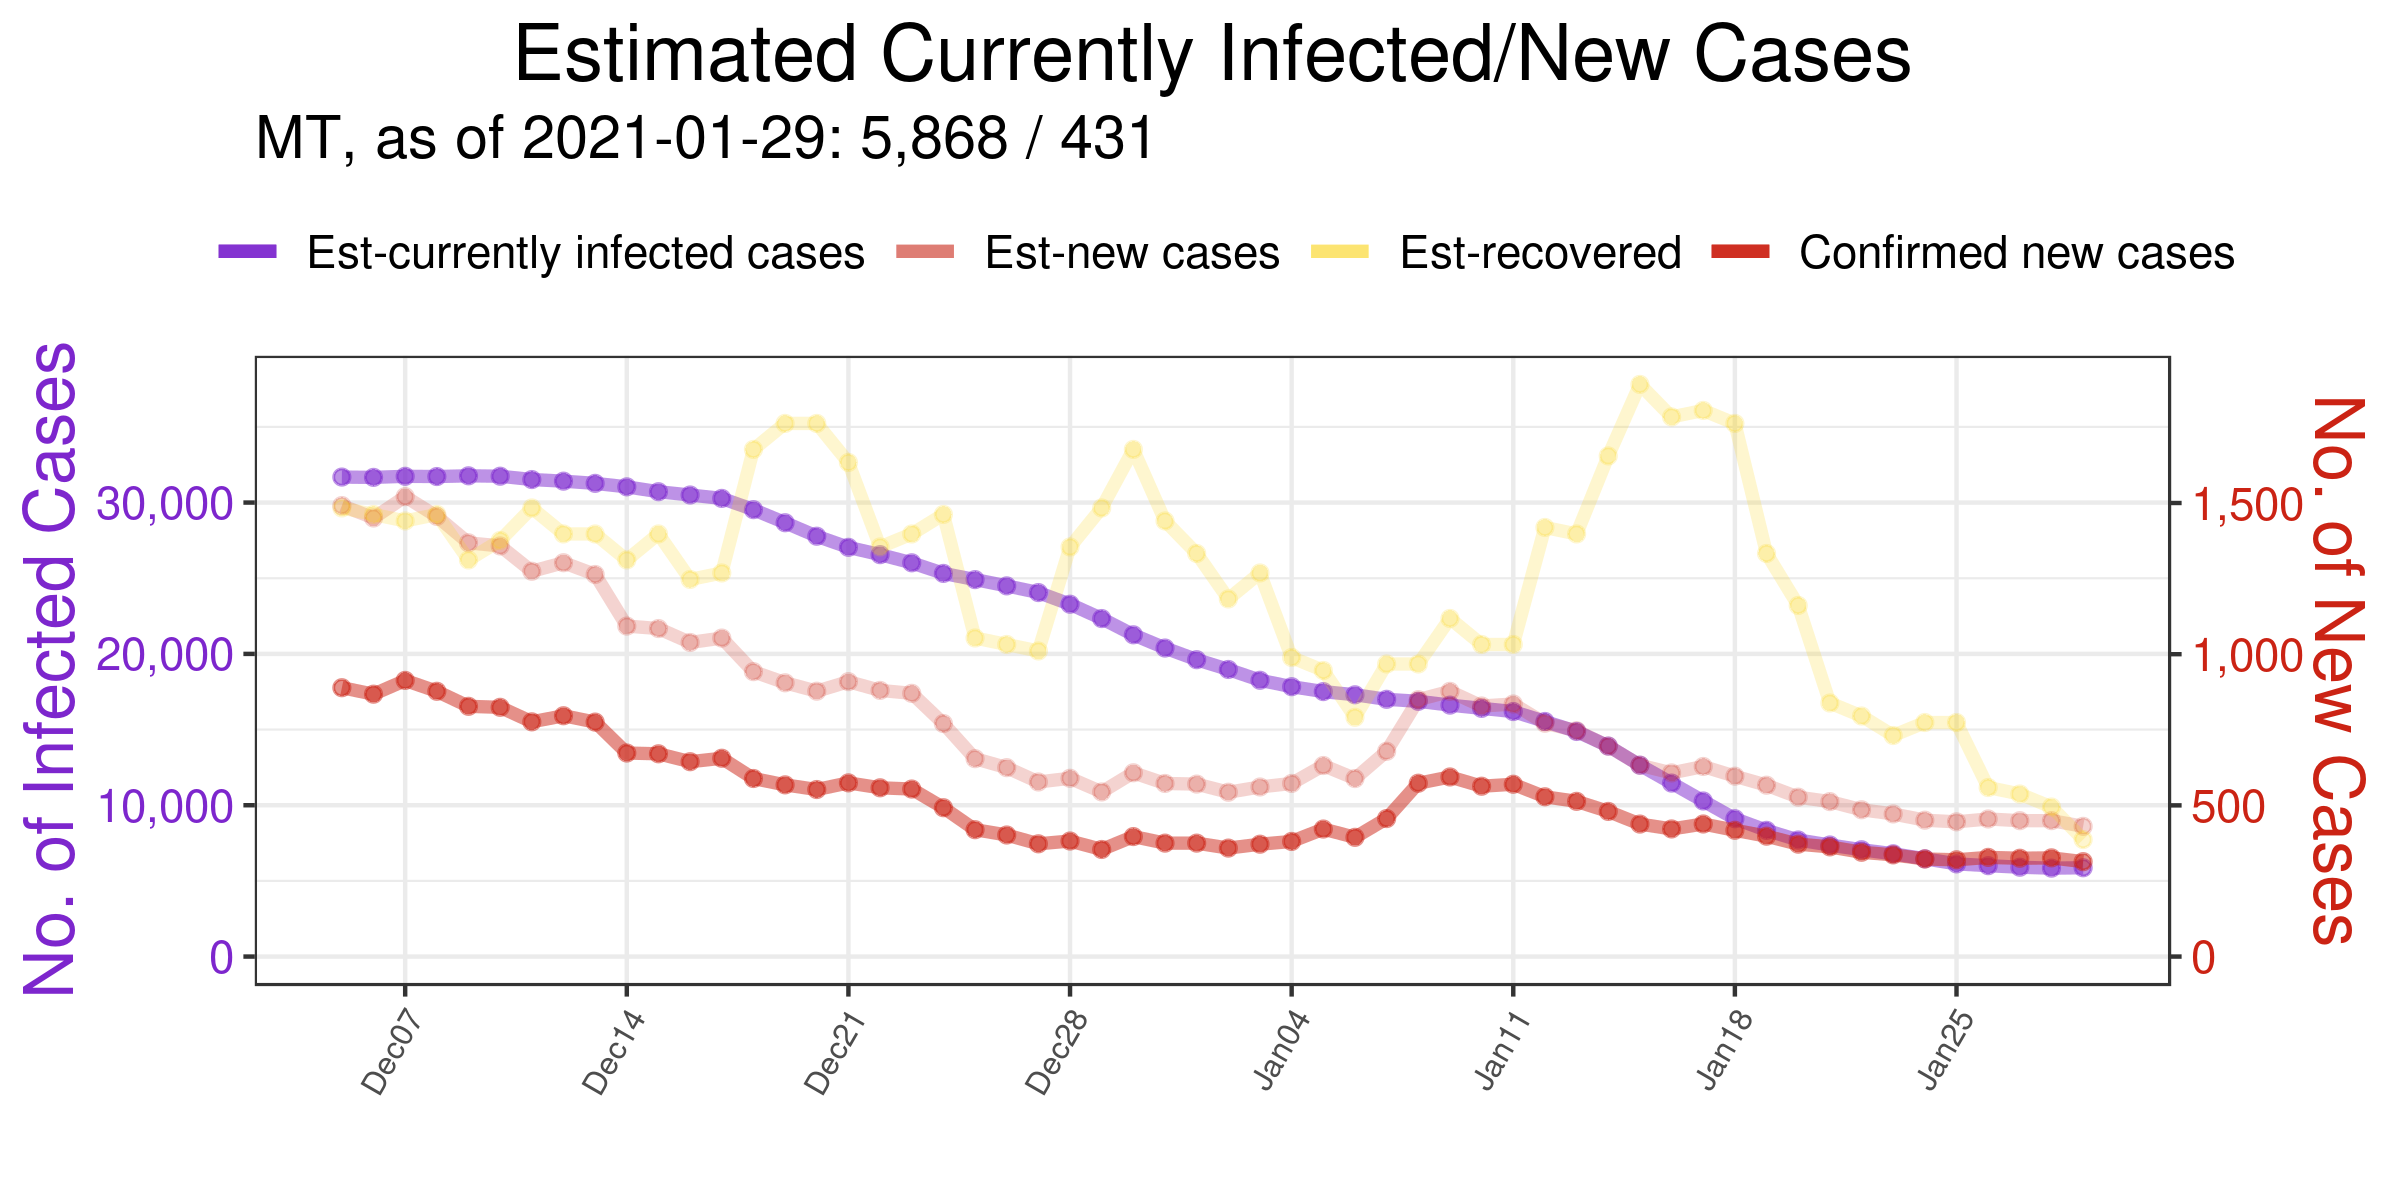 Estimated Currently Infected/New Cases
MT, as of 2021-01-29: 5,868 / 431
Est-currently infected cases Est-new cases Est-recovered Confirmed new cases
No. of Infected Cases
30,000
20,000
10,000
0
1,500
1,000
500
0
No. of New Cases
Dec07 Dec14 Dec21 Dec28 Jan04 Jan11 Jan18 Jan25